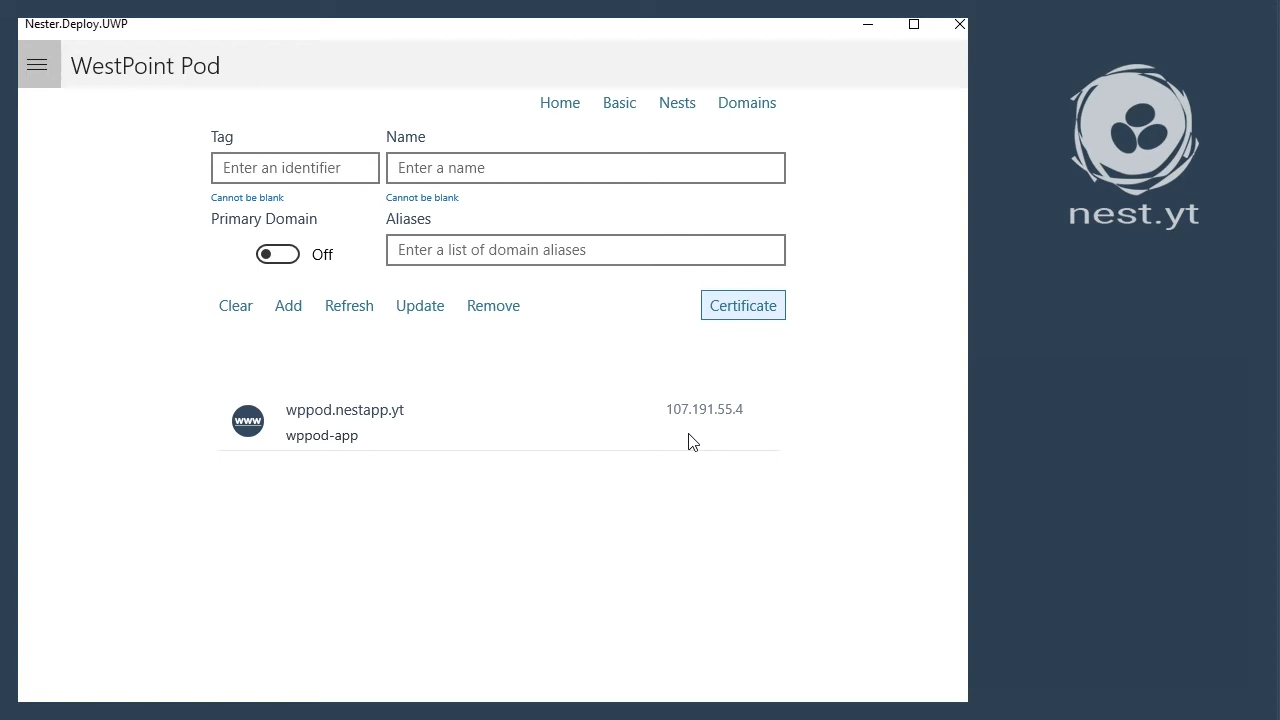 Nester.Deploy.UWP
WestPoint Pod
Home Basic Nests Domains
Tag Name
Enter an identifier Enter a name
Cannot be blank Cannot be blank
Primary Domain Aliases
Off Enter a list of domain aliases
Clear Add Refresh Update Remove Certificate
www wppod.nestapp.yt 107.191.55.4
wppod-app
nest.yt